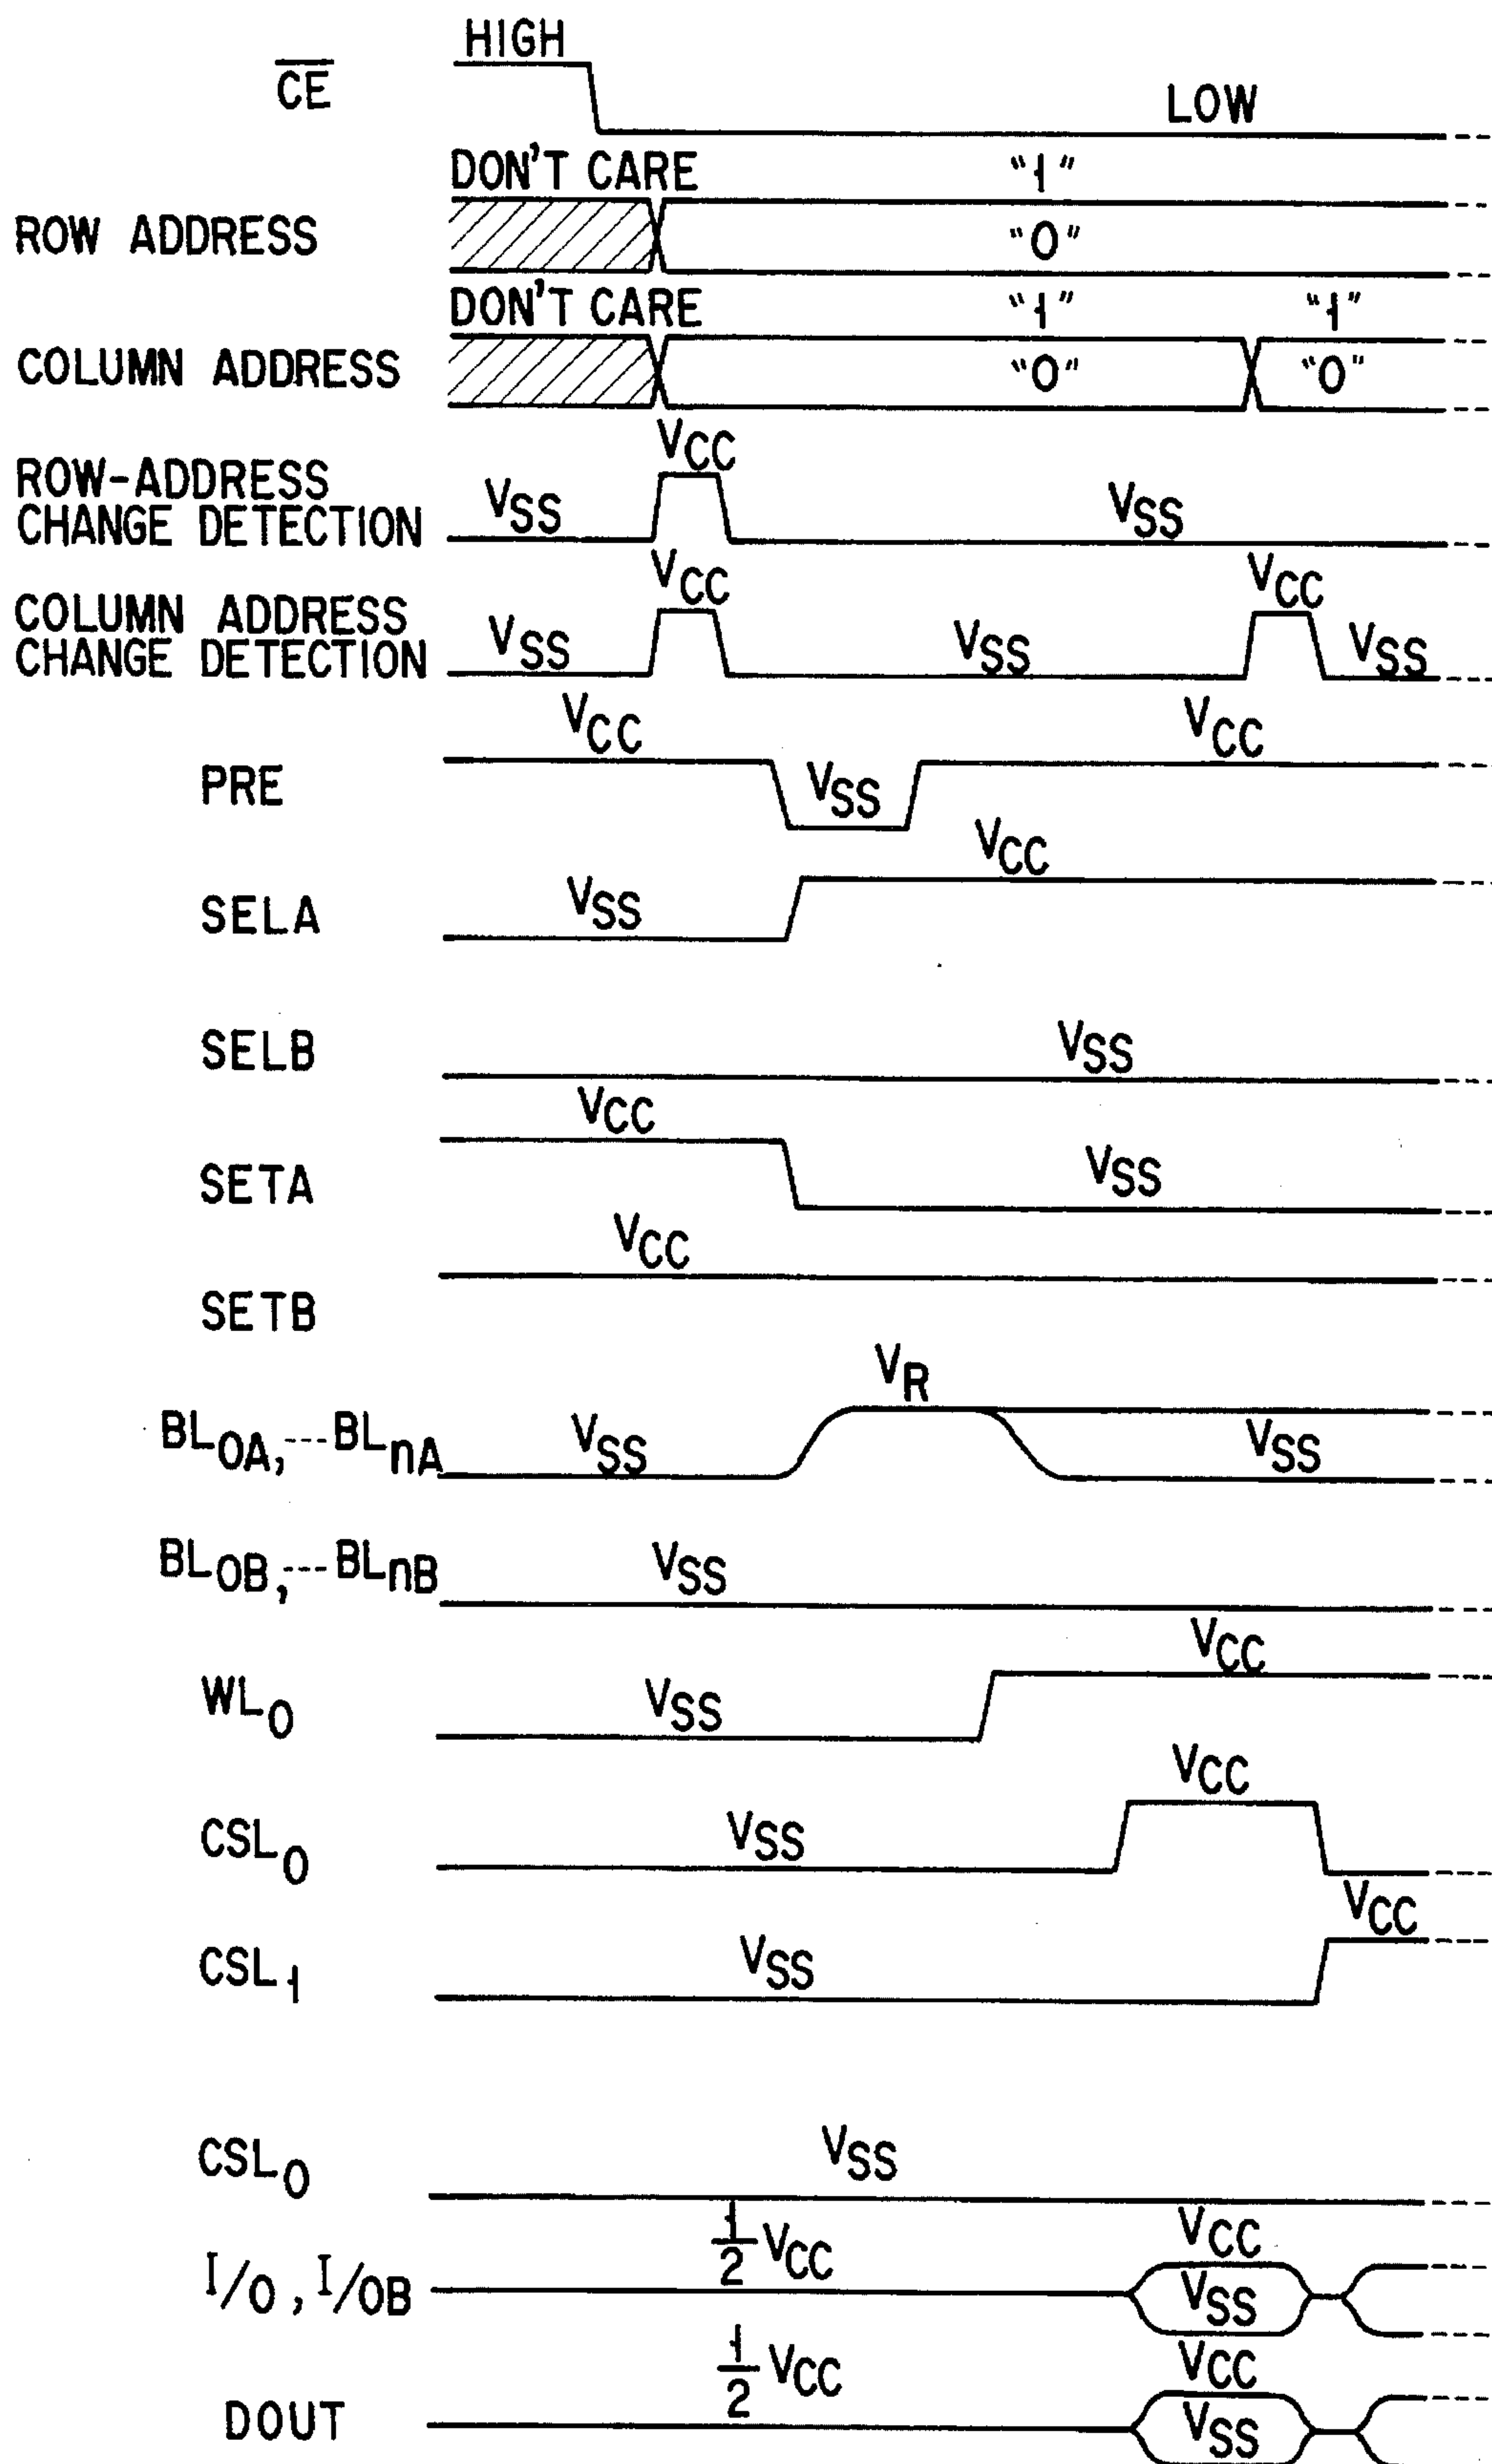 HIGH
CE
LOW
DON'T CARE "1"
ROW ADDRESS "0"
DON'T CARE "1" "1"
COLUMN ADDRESS "0" "0"
VCC
ROW-ADDRESS
CHANGE DETECTION VSS VSS
VCC VCC
COLUMN ADDRESS
CHANGE DETECTION VSS VSS VSS
VCC VCC
PRE VSS
VCC
SELA VSS
SELB VSS
VCC
SETA VSS
VCC
SETB
VR
BL0A,---BLnA VSS VSS
BL0B,---BLnB VSS
VCC
WL0 VSS
VCC
CSL0 VSS
VCC
CSL1 VSS
CSL0 VSS
1/2 VCC VCC
I/O, I/OB VSS
1/2 VCC VCC
DOUT VSS